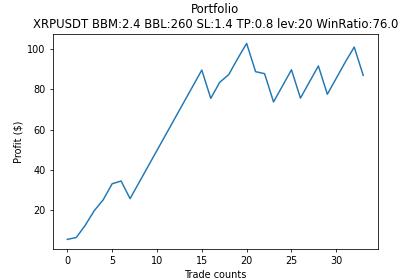 Portfolio
XRPUSDT BBM:2.4 BBL:260 SL:1.4 TP:0.8 lev:20 WinRatio:76.0
100
80
60
40
20
Profit ($)
0 5 10 15 20 25 30
Trade counts